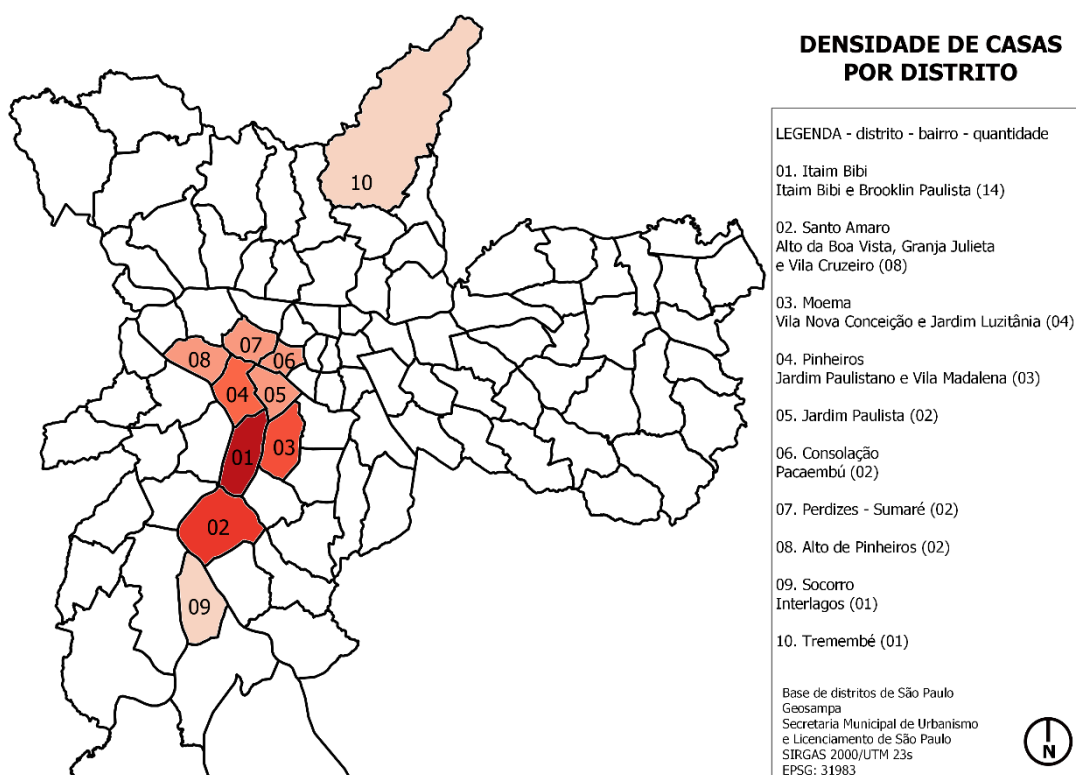 DENSIDADE DE CASAS
POR DISTRITO
LEGENDA - distrito - bairro - quantidade
01. Itaim Bibi
Itaim Bibi e Brooklin Paulista (14)
02. Santo Amaro
Alto da Boa Vista, Granja Julieta
e Vila Cruzeiro (08)
03. Moema
Vila Nova Conceição e Jardim Luzitânia (04)
04. Pinheiros
Jardim Paulistano e Vila Madalena (03)
05. Jardim Paulista (02)
06. Consolação
Pacaembú (02)
07. Perdizes - Sumaré (02)
08. Alto de Pinheiros (02)
09. Socorro
Interlagos (01)
10. Tremembé (01)
Base de distritos de São Paulo
Geosampa
Secretaria Municipal de Urbanismo
e Licenciamento de São Paulo
SIRGAS 2000/UTM 23s
EPSG: 31983
N
10
07
08
06
04
05
03
01
02
09